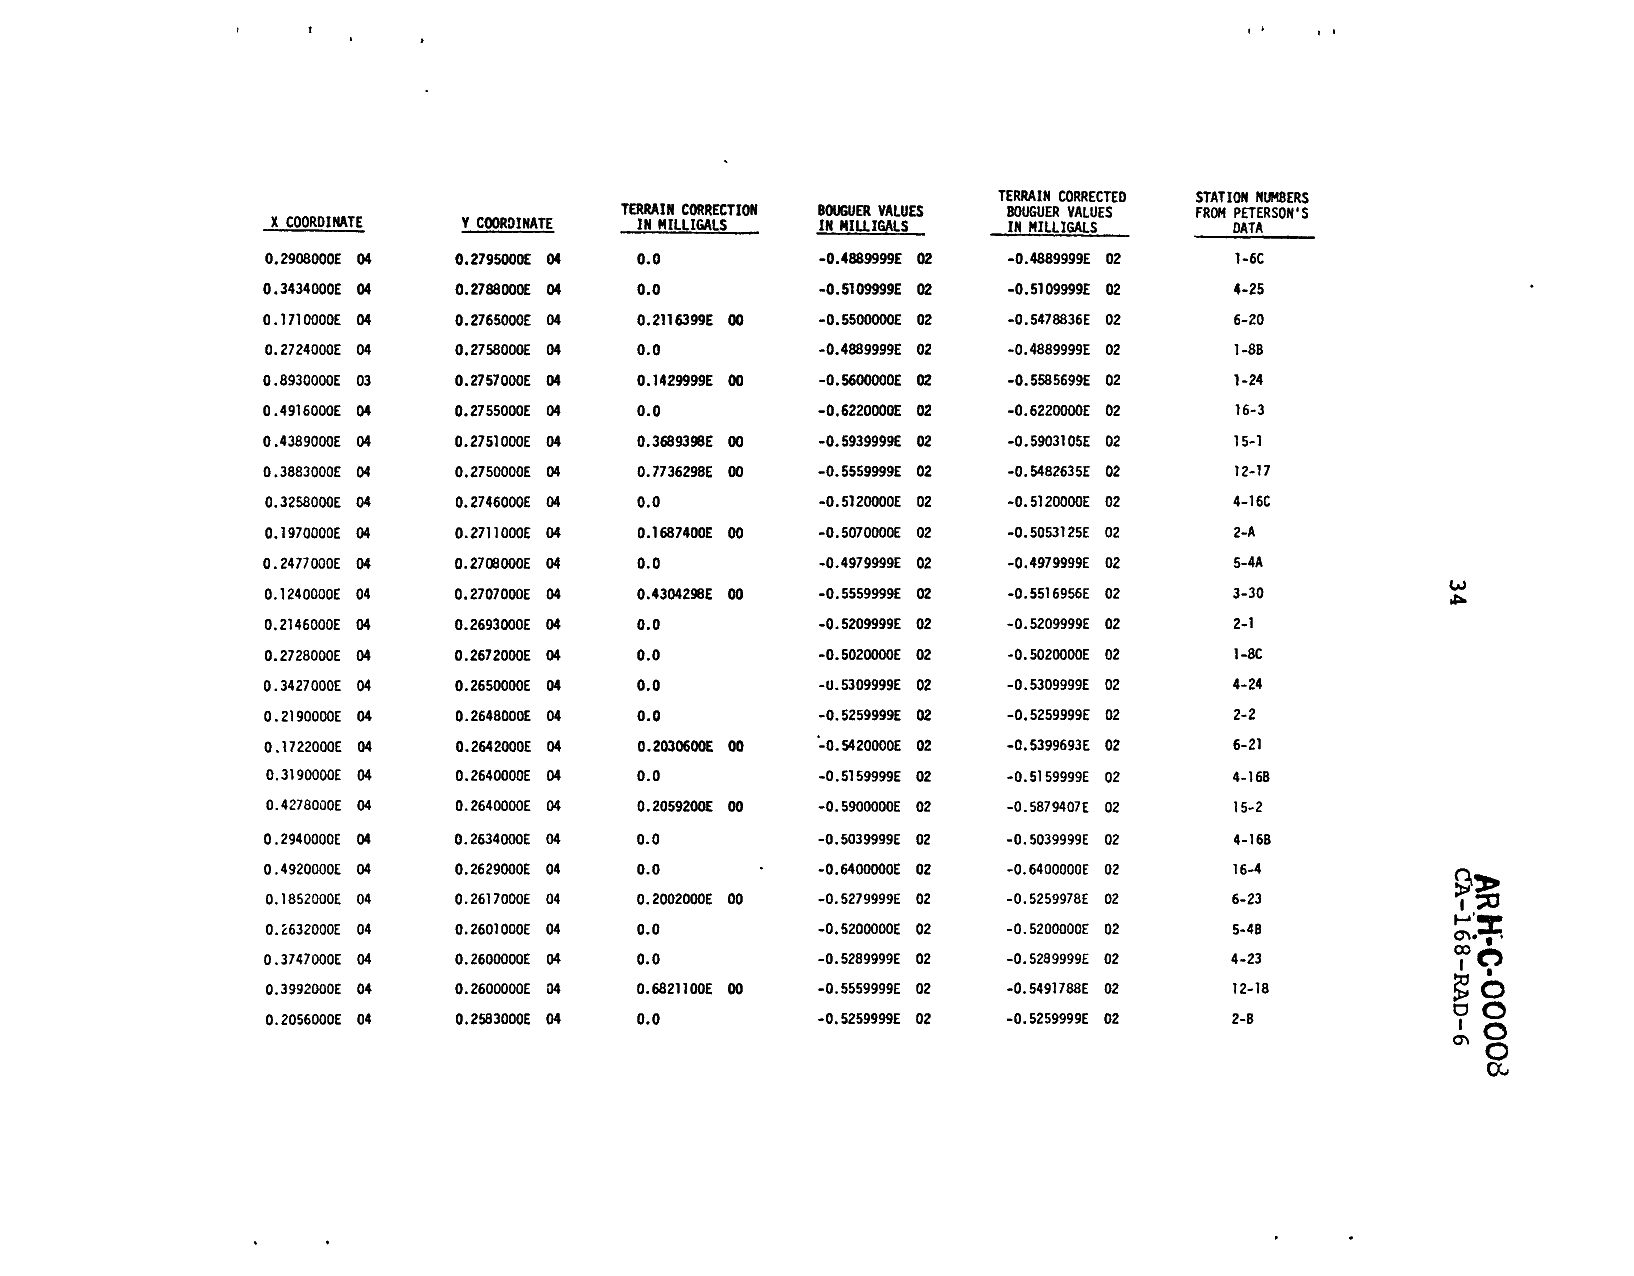 TERRAIN CORRECTED STATION NUMBERS
TERRAIN CORRECTION BOUGUER VALUES BOUGUER VALUES FROM PETERSON'S
X COORDINATE Y COORDINATE IN MILLIGALS IN MILLIGALS IN MILLIGALS DATA
0.2908000E 04 0.2795000E 04 0.0 -0.4889999E 02 -0.4889999E 02 1-6C
0.3434000E 04 0.2788000E 04 0.0 -0.5109999E 02 -0.5109999E 02 4-25
0.1710000E 04 0.2765000E 04 0.2116399E 00 -0.5500000E 02 -0.5478836E 02 6-20
0.2724000E 04 0.2758000E 04 0.0 -0.4889999E 02 -0.4889999E 02 1-8B
0.8930000E 03 0.2757000E 04 0.1429999E 00 -0.5600000E 02 -0.5585699E 02 1-24
0.4916000E 04 0.2755000E 04 0.0 -0.6220000E 02 -0.6220000E 02 16-3
0.4389000E 04 0.2751000E 04 0.3689398E 00 -0.5939999E 02 -0.5903105E 02 15-1
0.3883000E 04 0.2750000E 04 0.7736298E 00 -0.5559999E 02 -0.5482635E 02 12-17
0.3258000E 04 0.2746000E 04 0.0 -0.5120000E 02 -0.5120000E 02 4-16C
0.1970000E 04 0.2711000E 04 0.1687400E 00 -0.5070000E 02 -0.5053125E 02 2-A
0.2477000E 04 0.2708000E 04 0.0 -0.4979999E 02 -0.4979999E 02 5-4A
0.1240000E 04 0.2707000E 04 0.4304298E 00 -0.5559999E 02 -0.5516956E 02 3-30
0.2146000E 04 0.2693000E 04 0.0 -0.5209999E 02 -0.5209999E 02 2-1
0.2728000E 04 0.2672000E 04 0.0 -0.5020000E 02 -0.5020000E 02 1-8C
0.3427000E 04 0.2650000E 04 0.0 -0.5309999E 02 -0.5309999E 02 4-24
0.2190000E 04 0.2648000E 04 0.0 -0.5259999E 02 -0.5259999E 02 2-2
0.1722000E 04 0.2642000E 04 0.2030600E 00 -0.5420000E 02 -0.5399693E 02 6-21
0.3190000E 04 0.2640000E 04 0.0 -0.5159999E 02 -0.5159999E 02 4-16B
0.4278000E 04 0.2640000E 04 0.2059200E 00 -0.5900000E 02 -0.5879407E 02 15-2
0.2940000E 04 0.2634000E 04 0.0 -0.5039999E 02 -0.5039999E 02 4-16B
0.4920000E 04 0.2629000E 04 0.0 -0.6400000E 02 -0.6400000E 02 16-4
0.1852000E 04 0.2617000E 04 0.2002000E 00 -0.5279999E 02 -0.5259978E 02 6-23
0.2632000E 04 0.2601000E 04 0.0 -0.5200000E 02 -0.5200000E 02 5-4B
0.3747000E 04 0.2600000E 04 0.0 -0.5289999E 02 -0.5289999E 02 4-23
0.3992000E 04 0.2600000E 04 0.6821100E 00 -0.5559999E 02 -0.5491788E 02 12-18
0.2056000E 04 0.2583000E 04 0.0 -0.5259999E 02 -0.5259999E 02 2-B
34
ARH-C-00008
CA-168-RAD-6